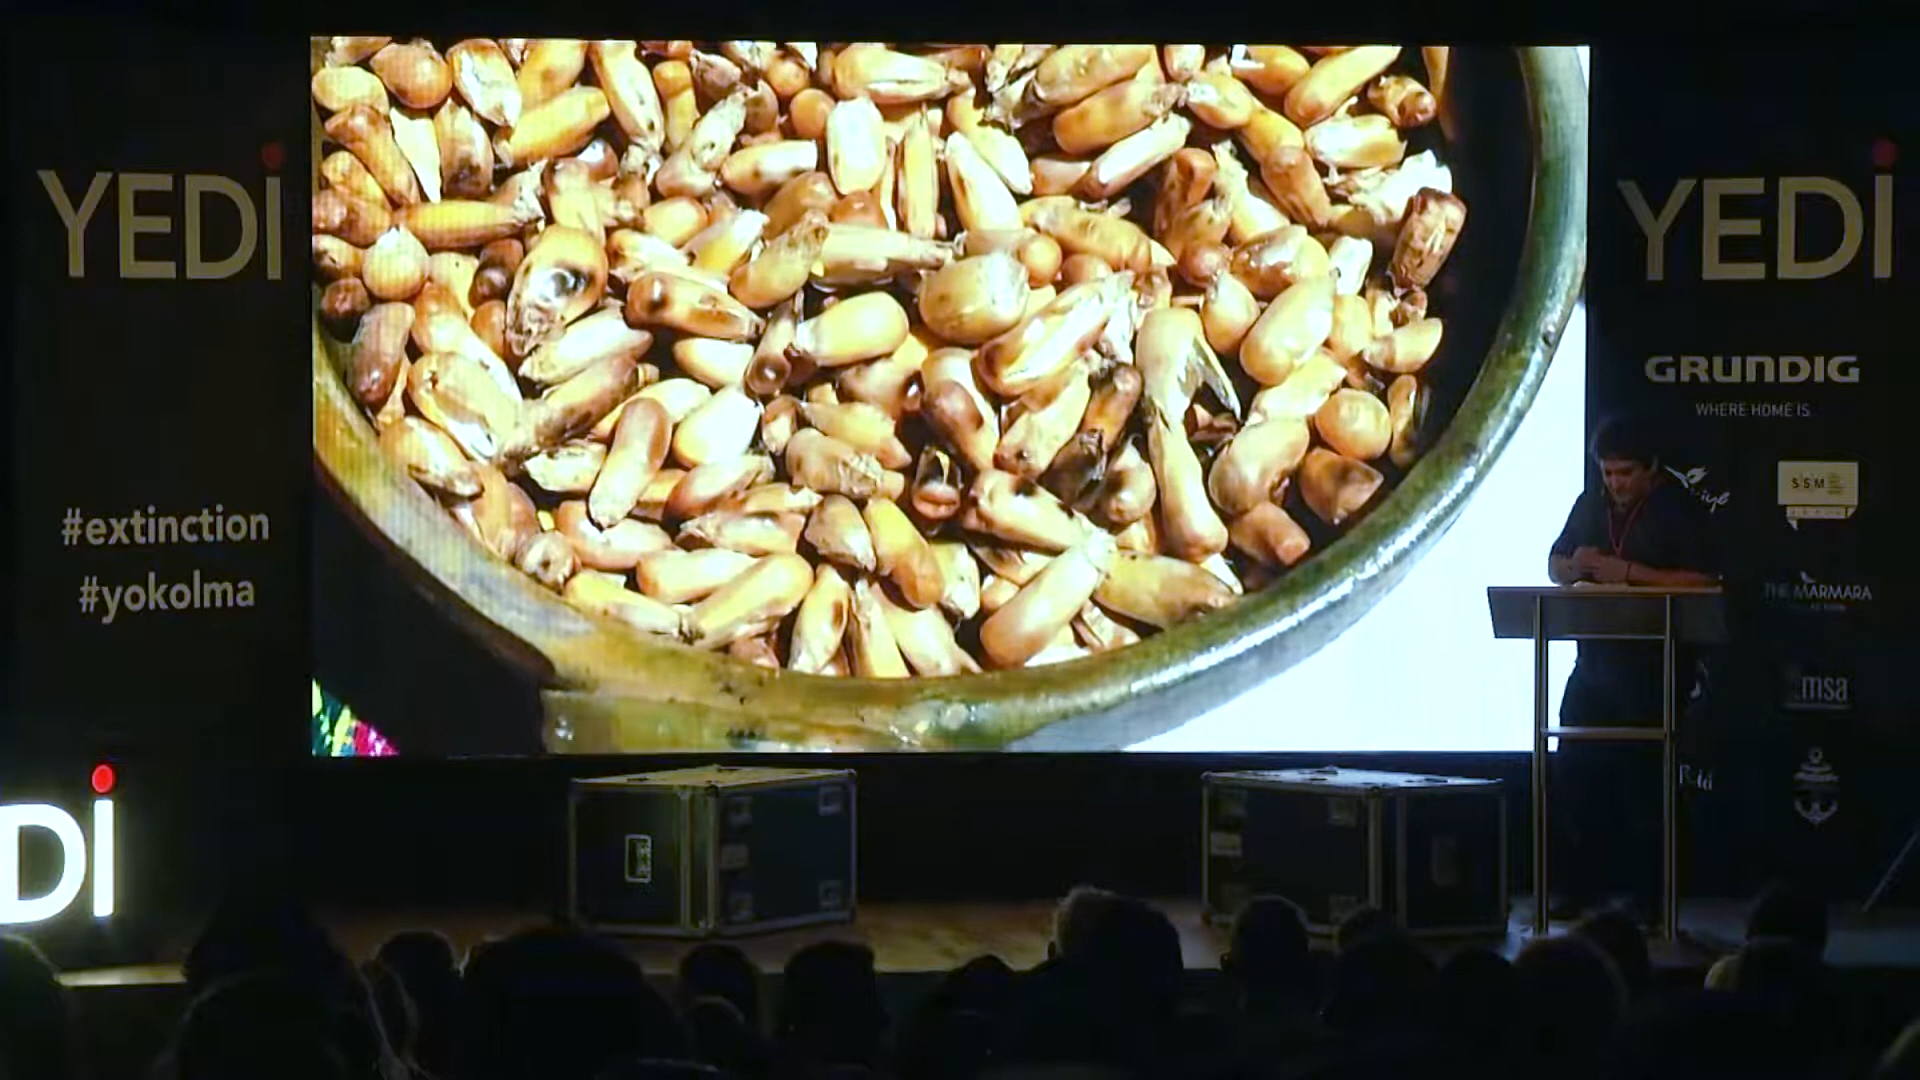 YEDİ
#extinction
#yokolma
Dİ
YEDİ
GRUNDIG
WHERE HOME IS
SSM
THE MARMARA
msa